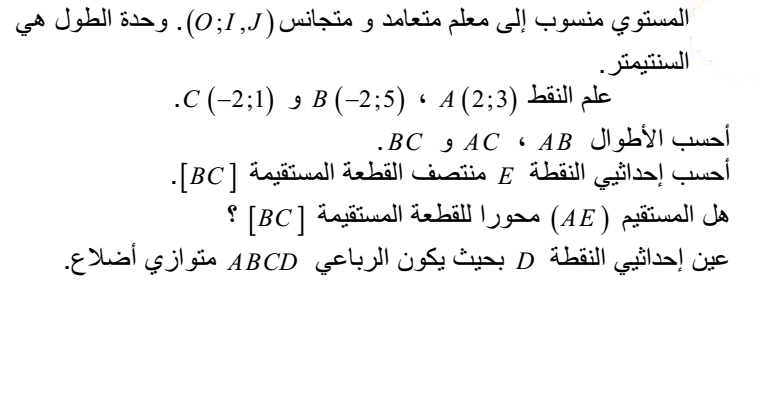 المستوي منسوب إلى معلم متعامد و متجانس (O;I,J). وحدة الطول هي
السنتيمتر.
علم النقط A(2;3) ، B(−2;5) و C(−2;1).
أحسب الأطوال AB ، AC و BC.
أحسب إحداثيي النقطة E منتصف القطعة المستقيمة [BC].
هل المستقيم (AE) محورا للقطعة المستقيمة [BC] ؟
عين إحداثيي النقطة D بحيث يكون الرباعي ABCD متوازي أضلاع.